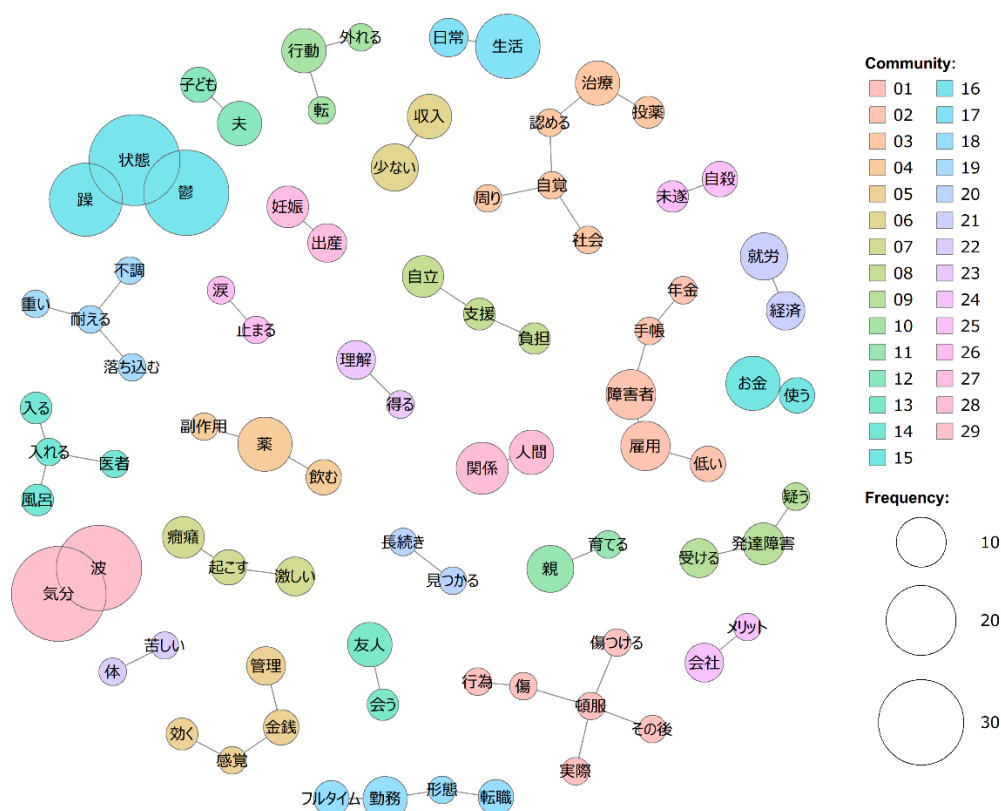 日常
生活
行動
外れる
転
子ども
夫
収入
少ない
治療
投薬
認める
自覚
周り
社会
状態
躁
鬱
妊娠
出産
未遂
自殺
就労
経済
不調
重い
耐える
落ち込む
涙
止まる
自立
支援
負担
年金
手帳
障害者
雇用
低い
理解
得る
お金
使う
入る
入れる
医者
風呂
副作用
薬
飲む
関係
人間
疑う
発達障害
受ける
癇癪
起こす
激しい
長続き
見つかる
親
育てる
波
気分
苦しい
体
友人
会う
傷つける
行為
傷
頓服
その後
実際
メリット
会社
管理
金銭
効く
感覚
フルタイム
勤務
形態
転職
Community:
01
02
03
04
05
06
07
08
09
10
11
12
13
14
15
16
17
18
19
20
21
22
23
24
25
26
27
28
29
Frequency:
10
20
30